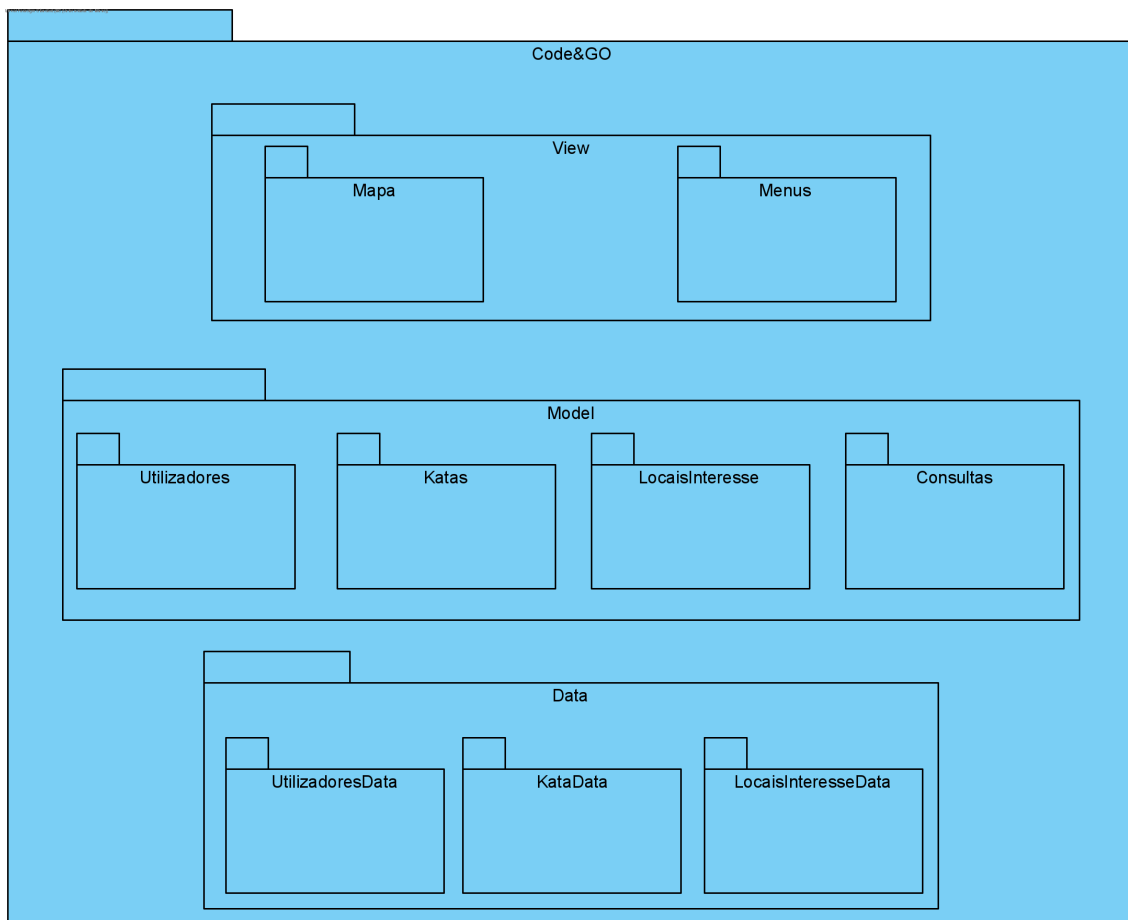 Code&GO
View
Mapa
Menus
Model
Utilizadores
Katas
LocaisInteresse
Consultas
Data
UtilizadoresData
KataData
LocaisInteresseData